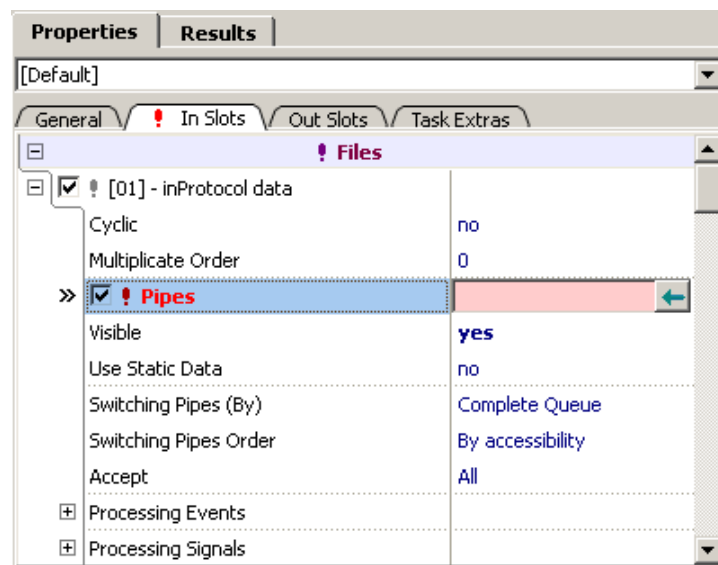 Properties Results
[Default]
General In Slots Out Slots Task Extras
Files
[01] - inProtocol data
Cyclic no
Multiplicate Order 0
Pipes
Visible yes
Use Static Data no
Switching Pipes (By) Complete Queue
Switching Pipes Order By accessibility
Accept All
Processing Events
Processing Signals